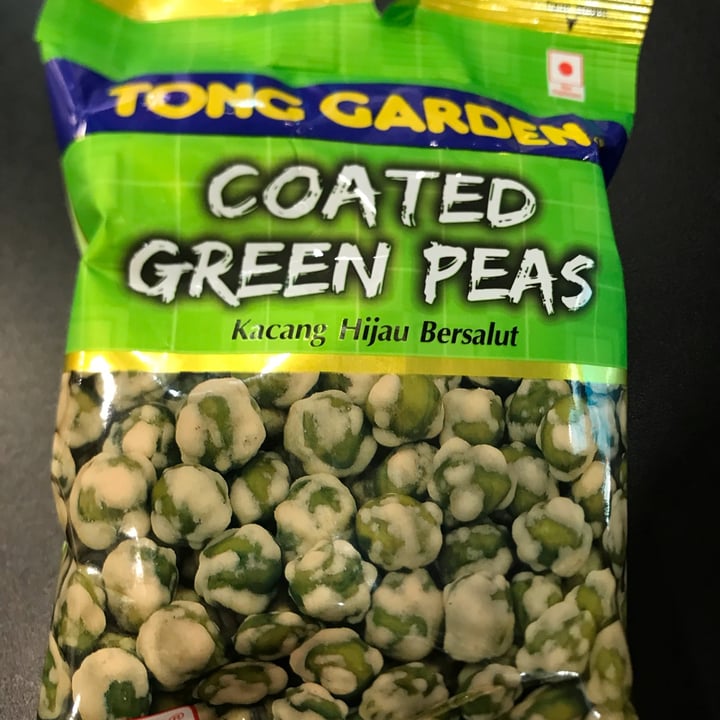 TONG GARDEN
COATED
GREEN PEAS
Kacang Hijau Bersalut